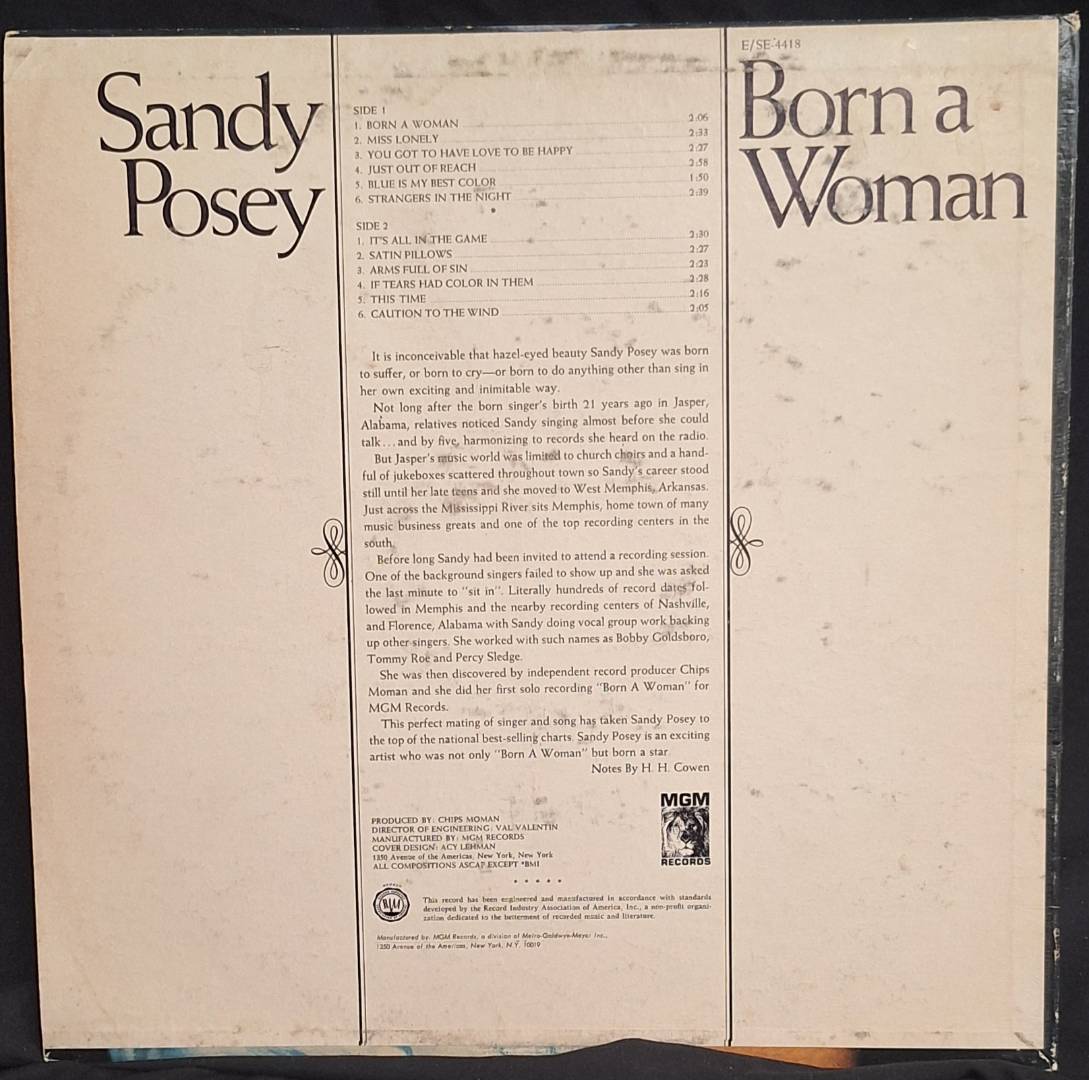 Sandy
Posey
SIDE 1
1. BORN A WOMAN 2:06
2. MISS LONELY 2:33
3. YOU GOT TO HAVE LOVE TO BE HAPPY 2:27
4. JUST OUT OF REACH 2:58
5. BLUE IS MY BEST COLOR 1:50
6. STRANGERS IN THE NIGHT 2:39
SIDE 2
1. IT'S ALL IN THE GAME 2:30
2. SATIN PILLOWS 2:27
3. ARMS FULL OF SIN 2:23
4. IF TEARS HAD COLOR IN THEM 2:28
5. THIS TIME 2:16
6. CAUTION TO THE WIND 2:05
It is inconceivable that hazel-eyed beauty Sandy Posey was born
to suffer, or born to cry—or born to do anything other than sing in
her own exciting and inimitable way.
Not long after the born singer's birth 21 years ago in Jasper,
Alabama, relatives noticed Sandy singing almost before she could
talk...and by five, harmonizing to records she heard on the radio.
But Jasper's music world was limited to church choirs and a hand-
ful of jukeboxes scattered throughout town so Sandy's career stood
still until her late teens and she moved to West Memphis, Arkansas.
Just across the Mississippi River sits Memphis, home town of many
music business greats and one of the top recording centers in the
south.
Before long Sandy had been invited to attend a recording session.
One of the background singers failed to show up and she was asked
the last minute to "sit in". Literally hundreds of record dates fol-
lowed in Memphis and the nearby recording centers of Nashville,
and Florence, Alabama with Sandy doing vocal group work backing
up other singers. She worked with such names as Bobby Goldsboro,
Tommy Roe and Percy Sledge.
She was then discovered by independent record producer Chips
Moman and she did her first solo recording "Born A Woman" for
MGM Records.
This perfect mating of singer and song has taken Sandy Posey to
the top of the national best-selling charts. Sandy Posey is an exciting
artist who was not only "Born A Woman" but born a star.
Notes By H. H. Cowen
PRODUCED BY: CHIPS MOMAN
DIRECTOR OF ENGINEERING: VAL VALENTIN
MANUFACTURED BY: MGM RECORDS
COVER DESIGN: ACY LEHMAN
1350 Avenue of the Americas, New York, New York
ALL COMPOSITIONS ASCAP EXCEPT *BMI
MGM
RECORDS
RIAA
This record has been engineered and manufactured in accordance with standards
developed by the Record Industry Association of America, Inc., a non-profit organi-
zation dedicated to the betterment of recorded music and literature.
Manufactured by: MGM Records, a division of Metro-Goldwyn-Mayer Inc.,
1350 Avenue of the Americas, New York, N.Y. 10019
E/SE-4418
Born a
Woman